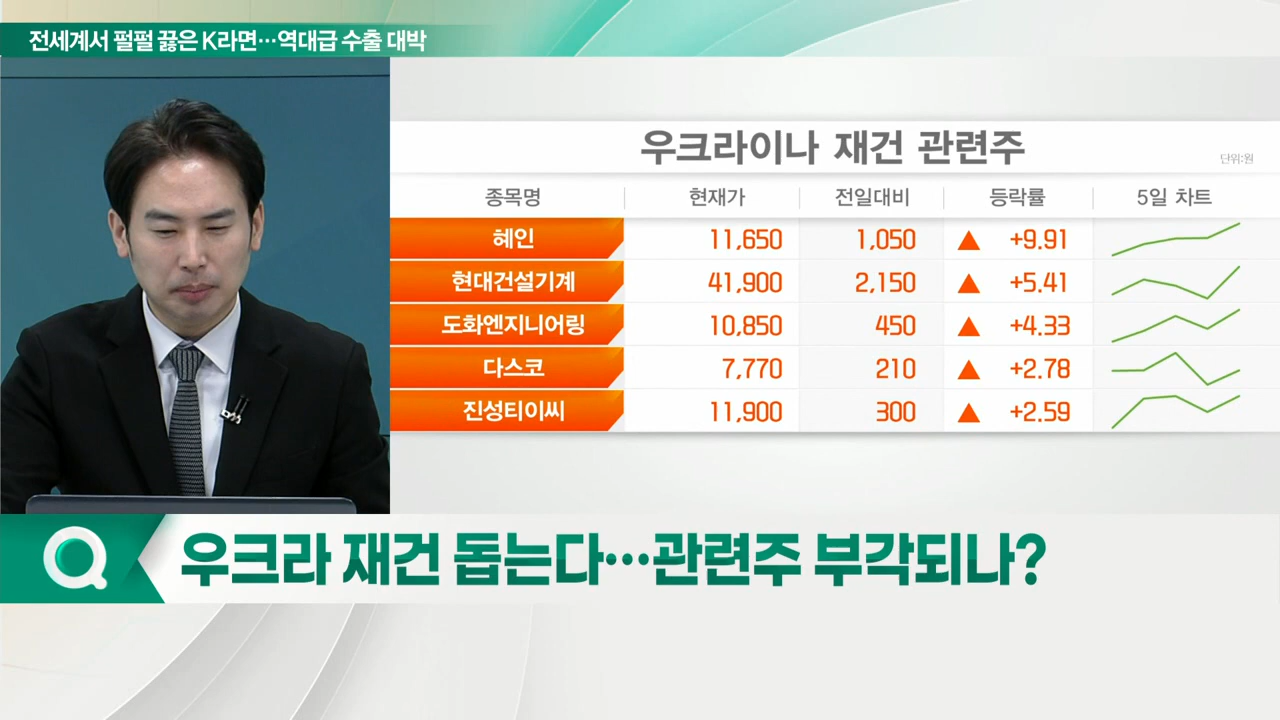 전세계서 펄펄 끓은 K라면…역대급 수출 대박
우크라이나 재건 관련주
단위:원
종목명 현재가 전일대비 등락률 5일 차트
혜인 11,650 1,050 ▲ +9.91
현대건설기계 41,900 2,150 ▲ +5.41
도화엔지니어링 10,850 450 ▲ +4.33
다스코 7,770 210 ▲ +2.78
진성티이씨 11,900 300 ▲ +2.59
우크라 재건 돕는다…관련주 부각되나?